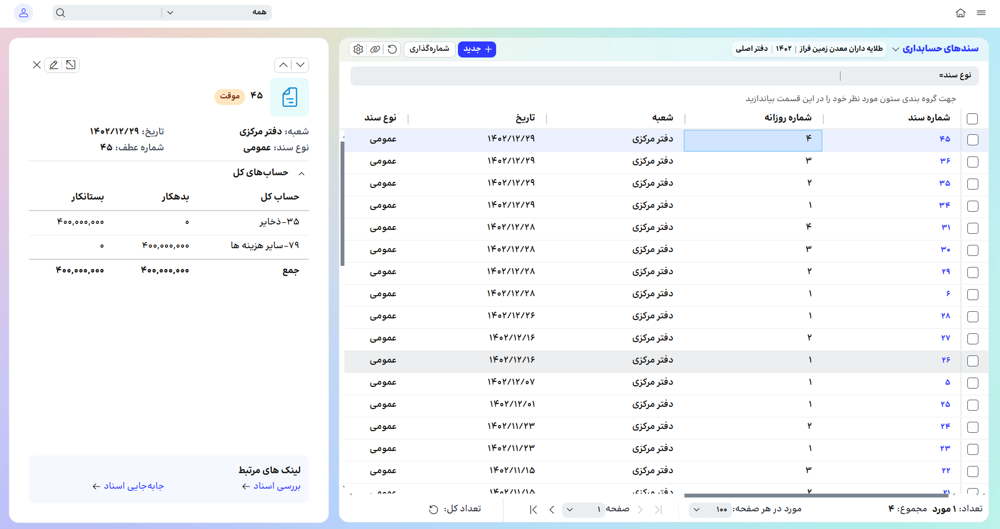 همه
سندهای حسابداری
طلایه داران معدن زمین فراز | ۱۴۰۲ | دفتر اصلی
جدید
شماره‌گذاری
نوع سند=
جهت گروه بندی ستون مورد نظر خود را در این قسمت بیاندازید
شماره سند شماره روزانه شعبه تاریخ نوع سند
۴۵ ۴ دفتر مرکزی ۱۴۰۲/۱۲/۲۹ عمومی
۳۶ ۳ دفتر مرکزی ۱۴۰۲/۱۲/۲۹ عمومی
۳۵ ۲ دفتر مرکزی ۱۴۰۲/۱۲/۲۹ عمومی
۳۴ ۱ دفتر مرکزی ۱۴۰۲/۱۲/۲۹ عمومی
۳۱ ۴ دفتر مرکزی ۱۴۰۲/۱۲/۲۸ عمومی
۳۰ ۳ دفتر مرکزی ۱۴۰۲/۱۲/۲۸ عمومی
۲۹ ۲ دفتر مرکزی ۱۴۰۲/۱۲/۲۸ عمومی
۶ ۱ دفتر مرکزی ۱۴۰۲/۱۲/۲۸ عمومی
۲۸ ۱ دفتر مرکزی ۱۴۰۲/۱۲/۲۶ عمومی
۲۷ ۲ دفتر مرکزی ۱۴۰۲/۱۲/۱۶ عمومی
۲۶ ۱ دفتر مرکزی ۱۴۰۲/۱۲/۱۶ عمومی
۵ ۱ دفتر مرکزی ۱۴۰۲/۱۲/۰۷ عمومی
۲۵ ۱ دفتر مرکزی ۱۴۰۲/۱۲/۰۱ عمومی
۲۴ ۲ دفتر مرکزی ۱۴۰۲/۱۱/۲۳ عمومی
۲۳ ۱ دفتر مرکزی ۱۴۰۲/۱۱/۲۳ عمومی
۲۲ ۳ دفتر مرکزی ۱۴۰۲/۱۱/۱۵ عمومی
۲۱ ۲ دفتر مرکزی ۱۴۰۲/۱۱/۱۵ عمومی
تعداد: ۱ مورد مجموع: ۴
مورد در هر صفحه: ۱۰۰
صفحه ۱
تعداد کل:
۴۵ موقت
شعبه: دفتر مرکزی تاریخ: ۱۴۰۲/۱۲/۲۹
نوع سند: عمومی شماره عطف: ۴۵
حساب‌های کل
حساب کل بدهکار بستانکار
۳۵-ذخایر ۰ ۴۰۰,۰۰۰,۰۰۰
۷۹-سایر هزینه ها ۴۰۰,۰۰۰,۰۰۰ ۰
جمع ۴۰۰,۰۰۰,۰۰۰ ۴۰۰,۰۰۰,۰۰۰
لینک های مرتبط
بررسی اسناد ← جابه‌جایی اسناد ←